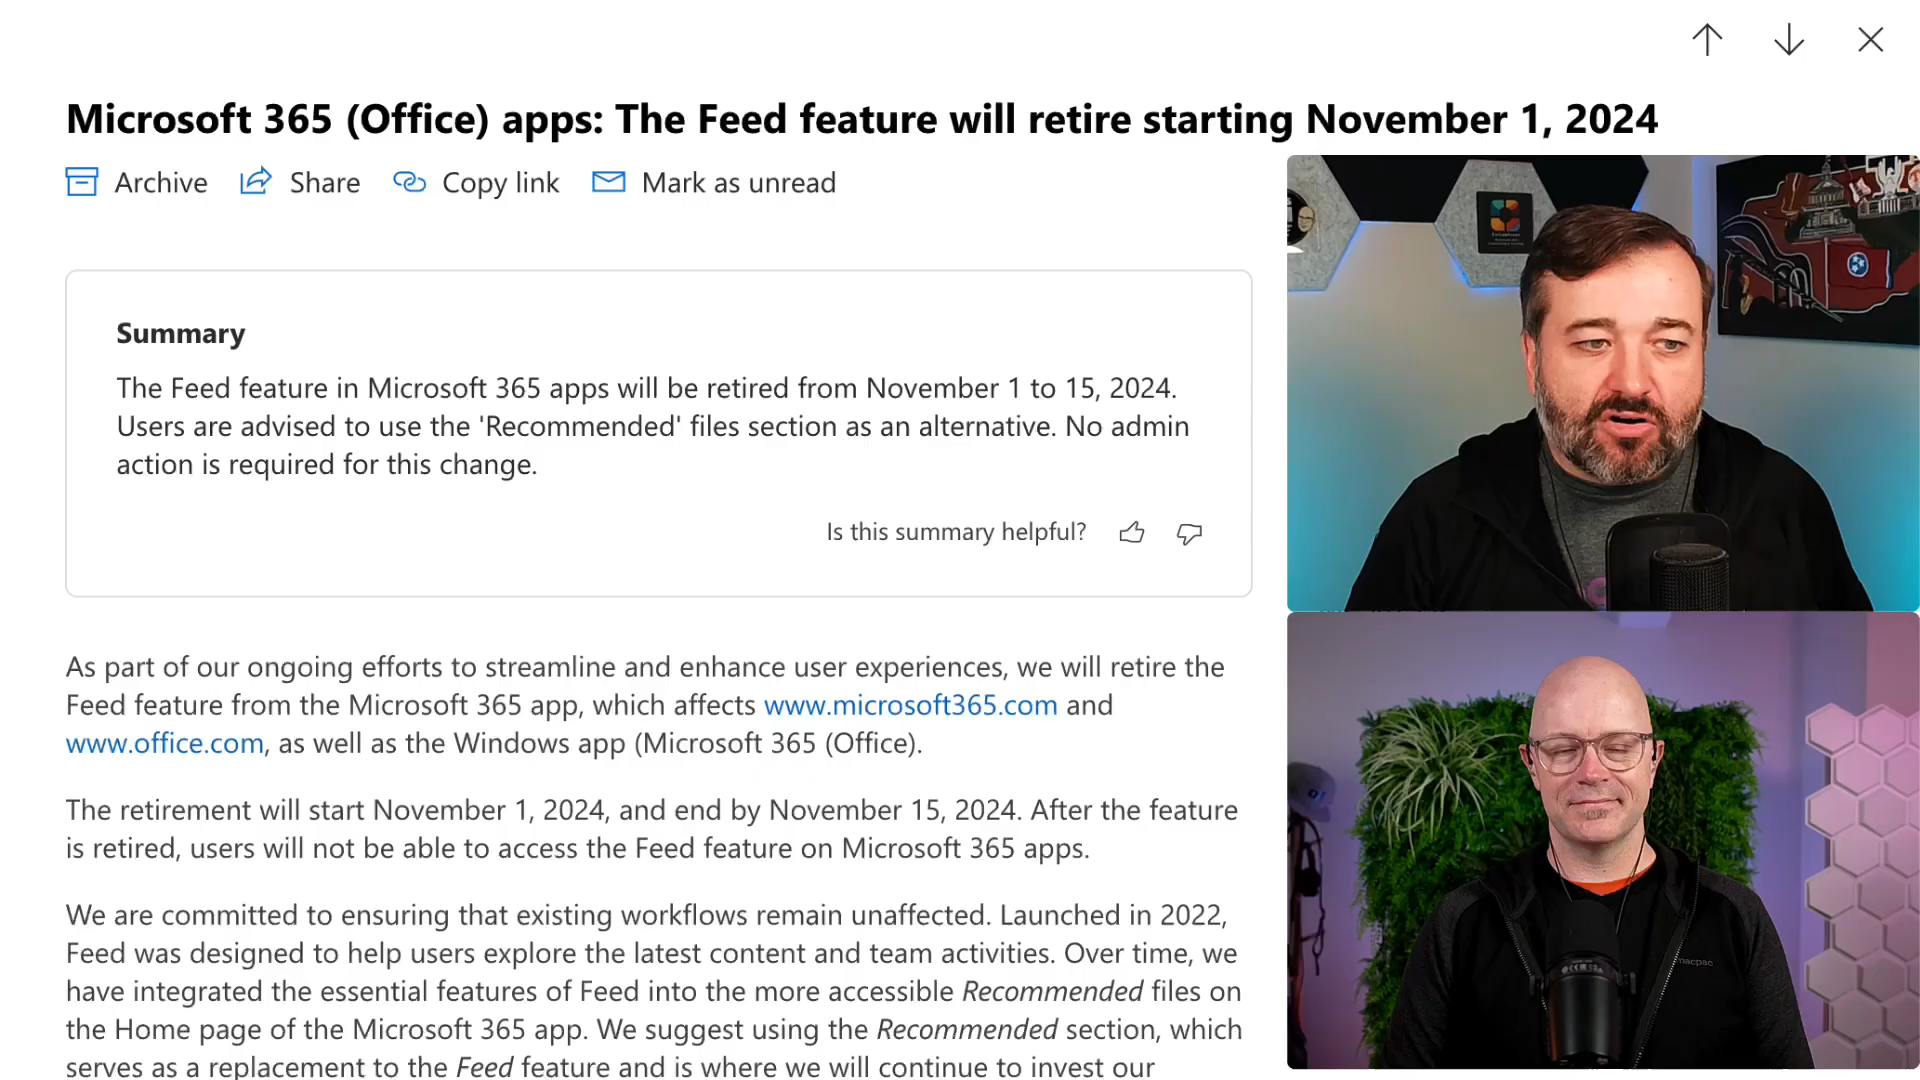 Microsoft 365 (Office) apps: The Feed feature will retire starting November 1, 2024
Archive Share Copy link Mark as unread
Summary
The Feed feature in Microsoft 365 apps will be retired from November 1 to 15, 2024.
Users are advised to use the 'Recommended' files section as an alternative. No admin
action is required for this change.
Is this summary helpful?
As part of our ongoing efforts to streamline and enhance user experiences, we will retire the
Feed feature from the Microsoft 365 app, which affects www.microsoft365.com and
www.office.com, as well as the Windows app (Microsoft 365 (Office).
The retirement will start November 1, 2024, and end by November 15, 2024. After the feature
is retired, users will not be able to access the Feed feature on Microsoft 365 apps.
We are committed to ensuring that existing workflows remain unaffected. Launched in 2022,
Feed was designed to help users explore the latest content and team activities. Over time, we
have integrated the essential features of Feed into the more accessible Recommended files on
the Home page of the Microsoft 365 app. We suggest using the Recommended section, which
serves as a replacement to the Feed feature and is where we will continue to invest our
macpac